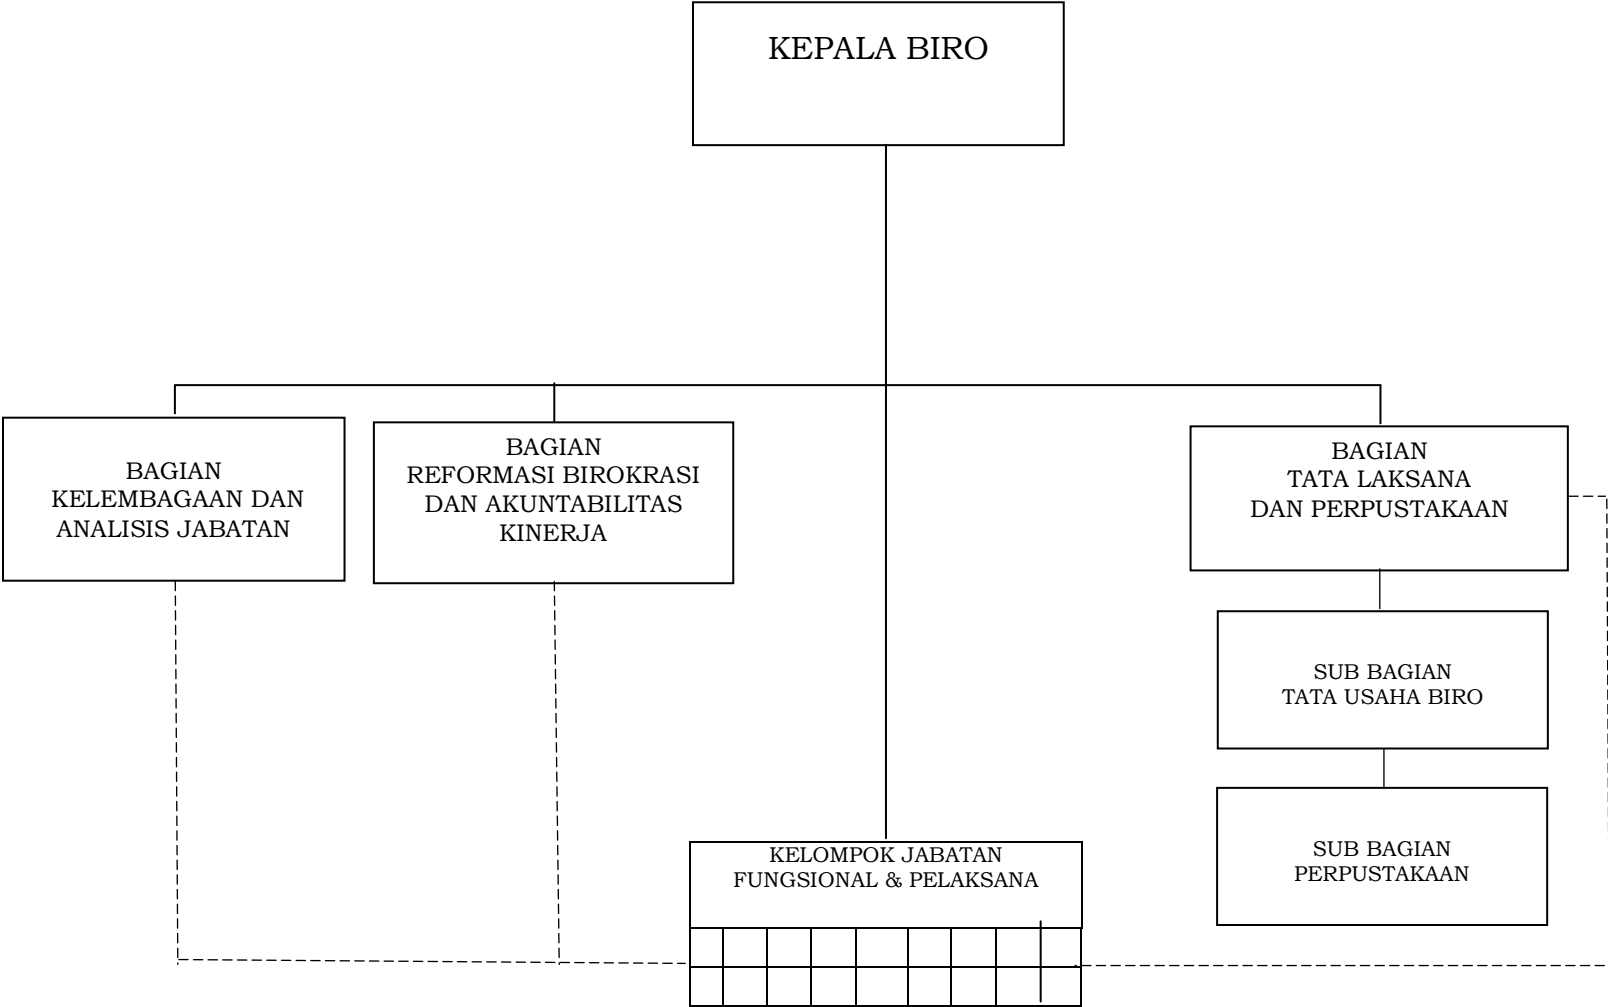 KEPALA BIRO
BAGIAN
KELEMBAGAAN DAN
ANALISIS JABATAN
BAGIAN
REFORMASI BIROKRASI
DAN AKUNTABILITAS
KINERJA
BAGIAN
TATA LAKSANA
DAN PERPUSTAKAAN
SUB BAGIAN
TATA USAHA BIRO
SUB BAGIAN
PERPUSTAKAAN
KELOMPOK JABATAN
FUNGSIONAL & PELAKSANA